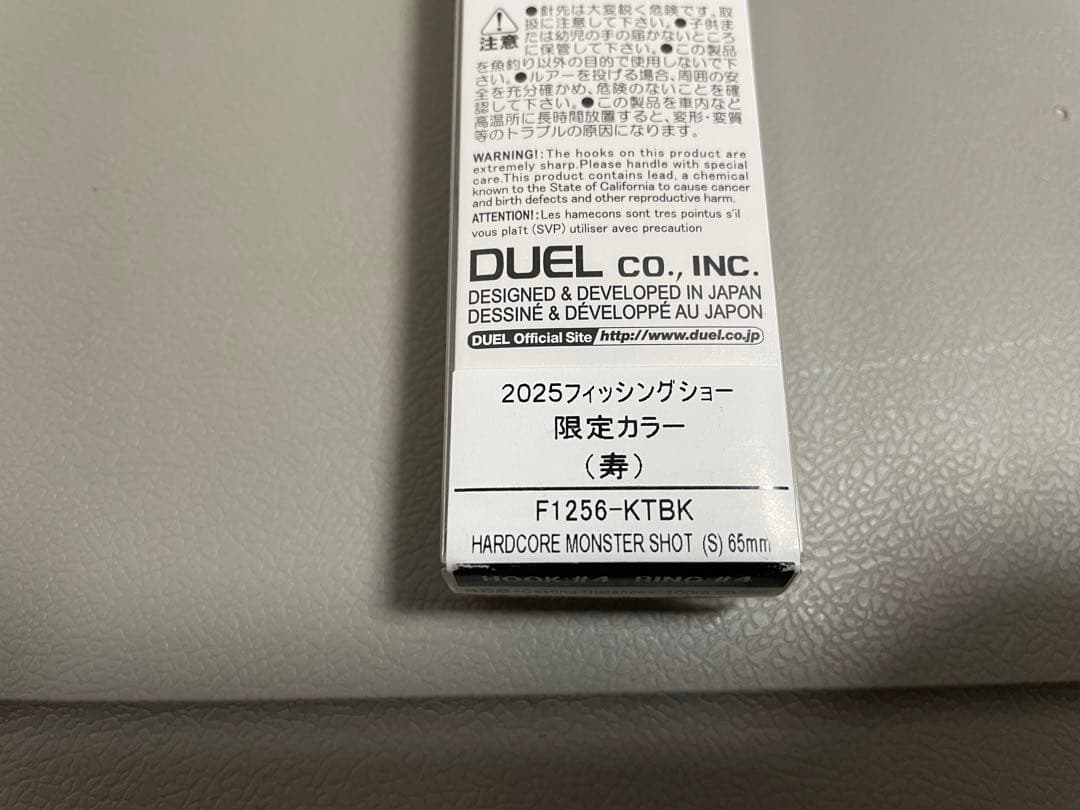 ●針先は大変鋭く危険です。取
扱に注意して下さい。●子供ま
注意
たは幼児の手の届かないところ
に保管して下さい。●この製品
を魚釣り以外の目的で使用しないで下
さい。●ルアーを投げる場合、周囲の安
全を充分確かめ、危険のないことを確
認して下さい。●この製品を車内など
高温所に長時間放置すると、変形・変質
等のトラブルの原因になります。
WARNING!: The hooks on this product are
extremely sharp.Please handle with special
care.This product contains lead, a chemical
known to the State of California to cause cancer
and birth defects and other reproductive harm.
ATTENTION!: Les hamecons sont tres pointus s'il
vous plaît (SVP) utiliser avec precaution
DUEL CO., INC.
DESIGNED & DEVELOPED IN JAPAN
DESSINÉ & DÉVELOPPÉ AU JAPON
DUEL Official Site http://www.duel.co.jp
2025フィッシングショー
限定カラー
（寿）
F1256-KTBK
HARDCORE MONSTER SHOT (S) 65mm
HOOK:#4 RING:#4